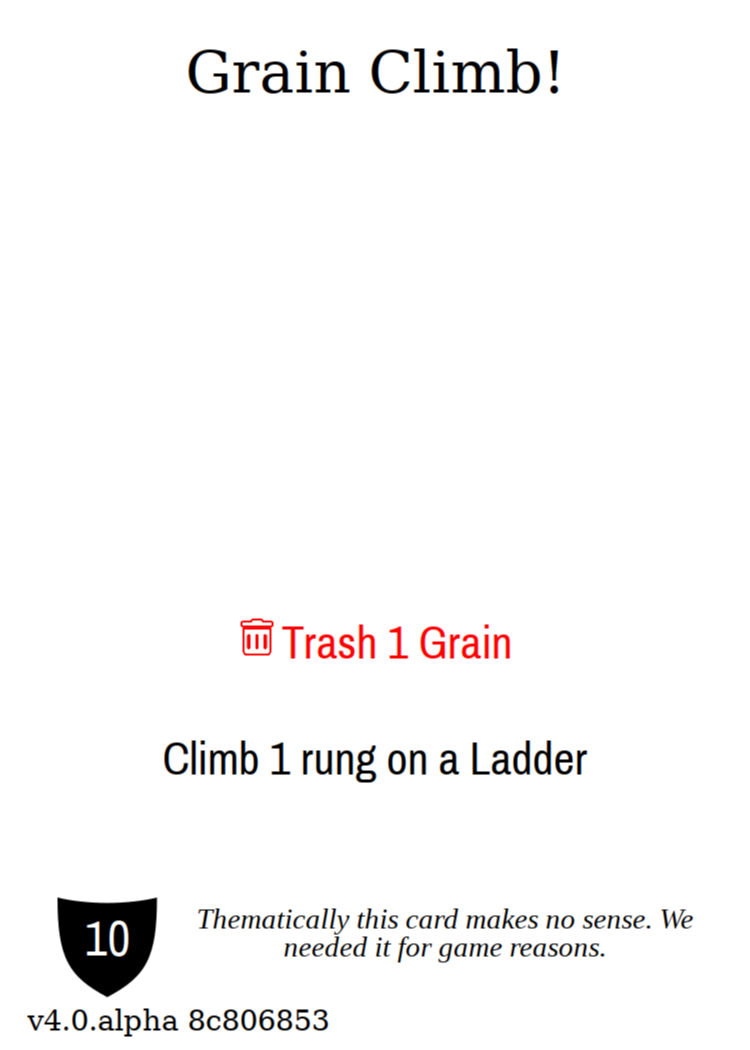 Grain Climb!
Trash 1 Grain
Climb 1 rung on a Ladder
10
Thematically this card makes no sense. We
needed it for game reasons.
v4.0.alpha 8c806853